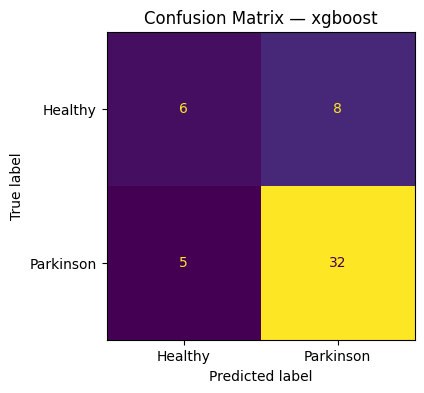 Confusion Matrix — xgboost
True label
Healthy
6
8
Parkinson
5
32
Healthy
Parkinson
Predicted label